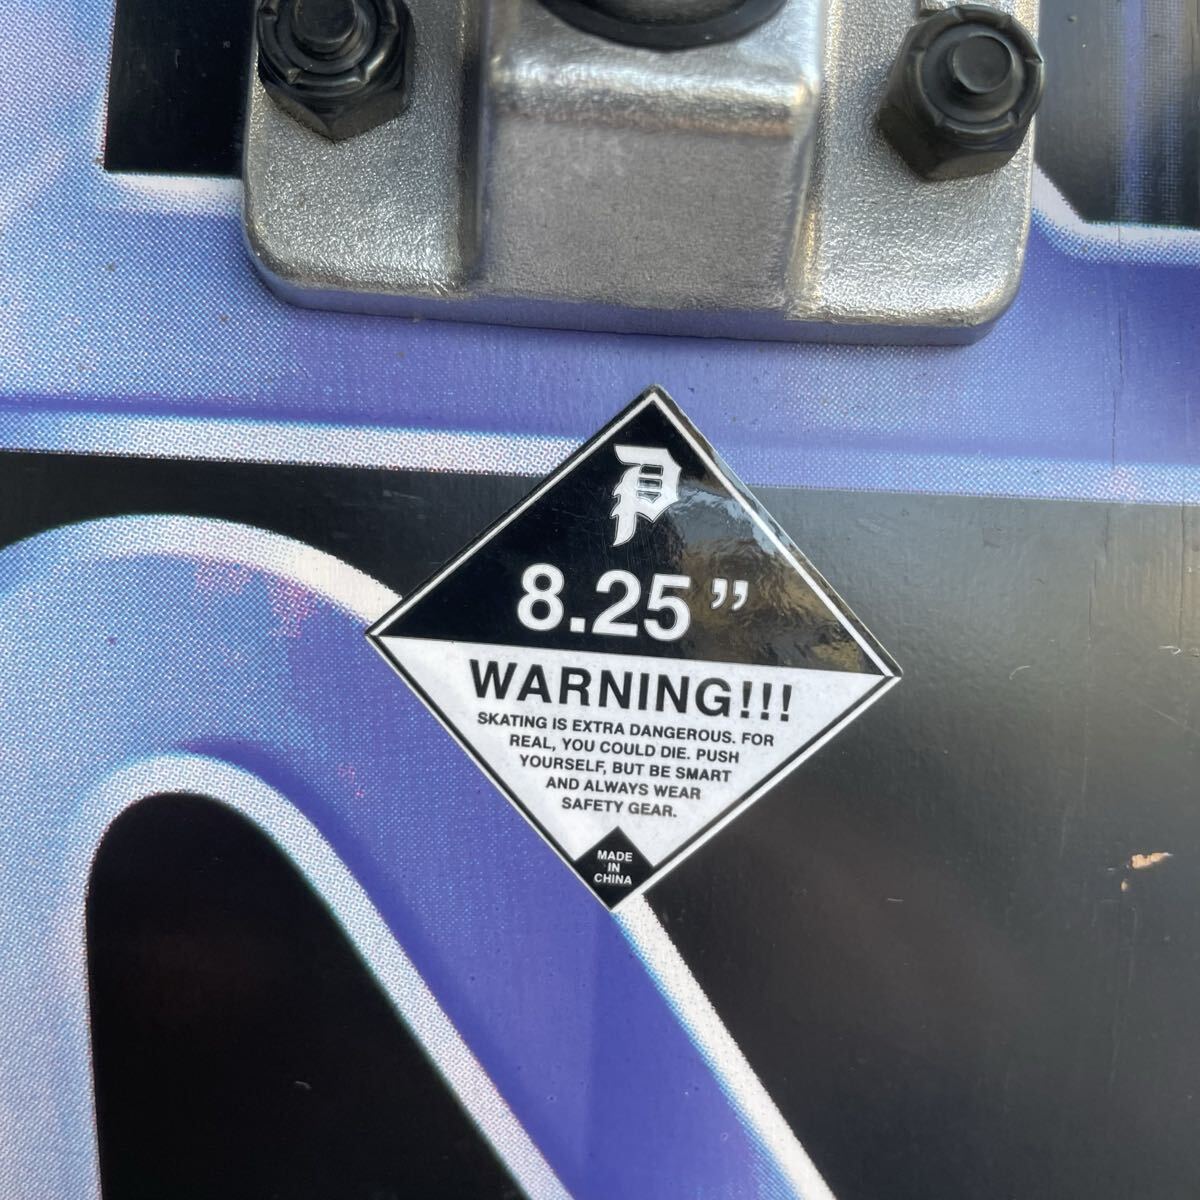 P
8.25”
WARNING!!!
SKATING IS EXTRA DANGEROUS. FOR
REAL, YOU COULD DIE. PUSH
YOURSELF, BUT BE SMART
AND ALWAYS WEAR
SAFETY GEAR.
MADE
IN
CHINA